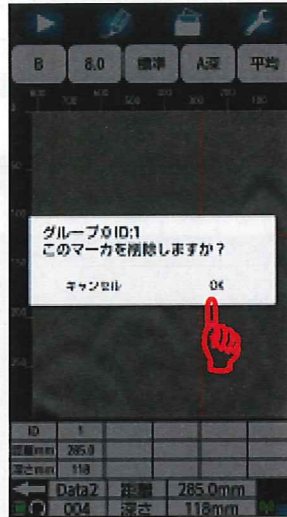 B 8.0 標準 A深 平均
グループ:0 ID:1
このマーカを削除しますか？
キャンセル OK
ID 1
距離mm 285.0
深さmm 118
Data2 距離 285.0mm
004 深さ 118mm